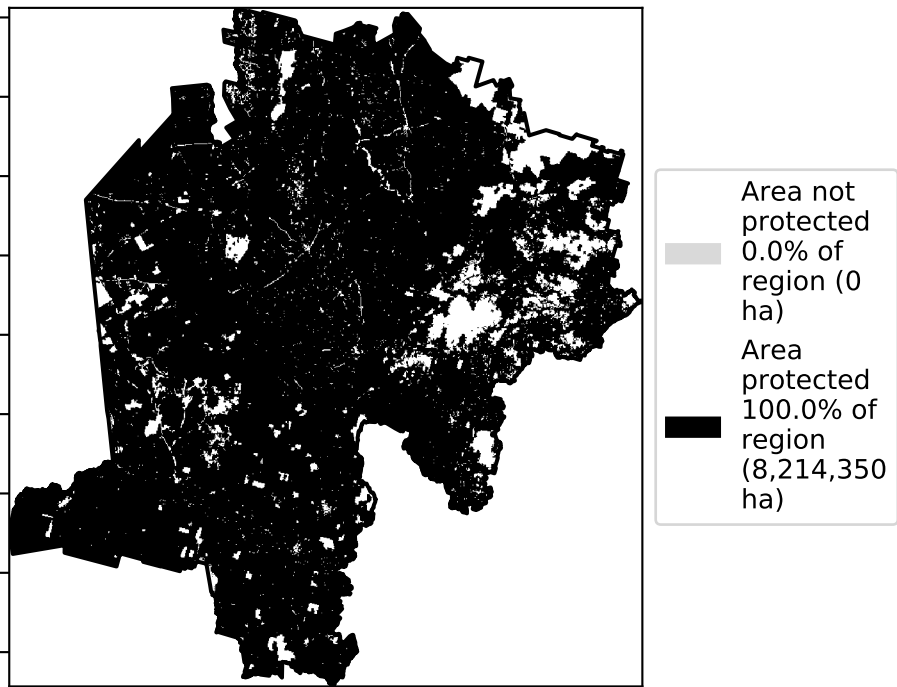 Area not
protected
0.0% of
region (0
ha)
Area
protected
100.0% of
region
(8,214,350
ha)